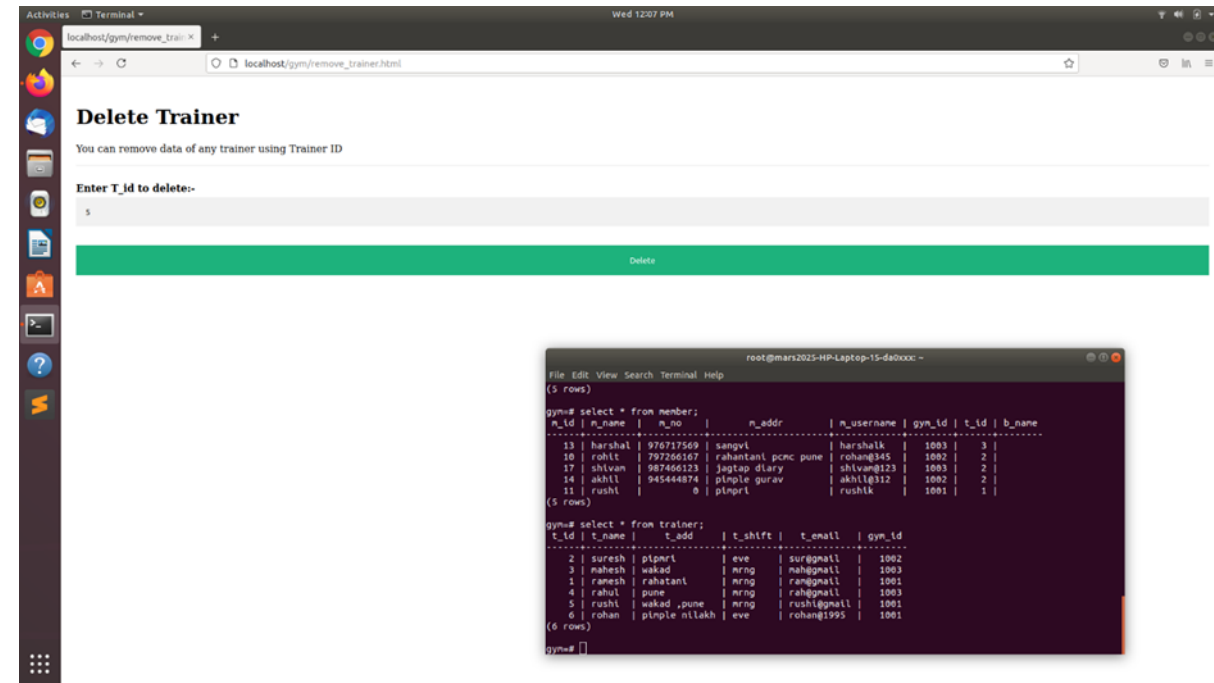 Activities Terminal Wed 12:07 PM
localhost/gym/remove_train × +
localhost/gym/remove_trainer.html
Delete Trainer
You can remove data of any trainer using Trainer ID
Enter T_id to delete:-
5
Delete
root@mars2025-HP-Laptop-15-da0xxx: ~
File Edit View Search Terminal Help
(5 rows)
gym=# select * from member;
m_id | m_name | m_no | m_addr | m_username | gym_id | t_id | b_name
13 | harshal | 976717569 | sangvi | harshalk | 1003 | 3 |
10 | rohit | 797266167 | rahantani pcmc pune | rohan@345 | 1002 | 2 |
17 | shivam | 987466123 | jagtap diary | shivam@123 | 1003 | 2 |
14 | akhil | 945444874 | pimple gurav | akhil@312 | 1002 | 2 |
11 | rushi | 0 | pimpri | rushik | 1001 | 1 |
(5 rows)
gym=# select * from trainer;
t_id | t_name | t_add | t_shift | t_email | gym_id
2 | suresh | pipmri | eve | sur@gmail | 1002
3 | mahesh | wakad | mrng | mah@gmail | 1003
1 | ramesh | rahatani | mrng | ram@gmail | 1001
4 | rahul | pune | mrng | rah@gmail | 1003
5 | rushi | wakad ,pune | mrng | rushi@gmail | 1001
6 | rohan | pimple nilakh | eve | rohan@1995 | 1001
(6 rows)
gym=#